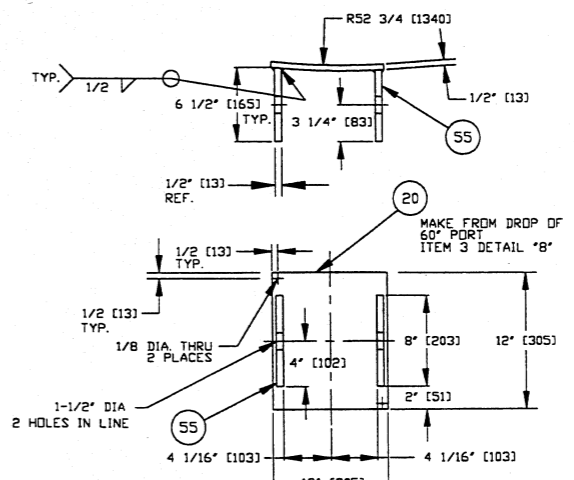 R52 3/4 [1340]
TYP.
1/2
6 1/2" [165]
TYP.
3 1/4" [83]
1/2" [13]
55
1/2" [13]
REF.
20
MAKE FROM DROP OF
60" PORT
ITEM 3 DETAIL "8"
1/2 [13]
TYP.
1/2 [13]
TYP.
1/8 DIA. THRU
2 PLACES
4" [102]
8" [203]
12" [305]
1-1/2" DIA
2 HOLES IN LINE
2" [51]
55
4 1/16" [103]
4 1/16" [103]